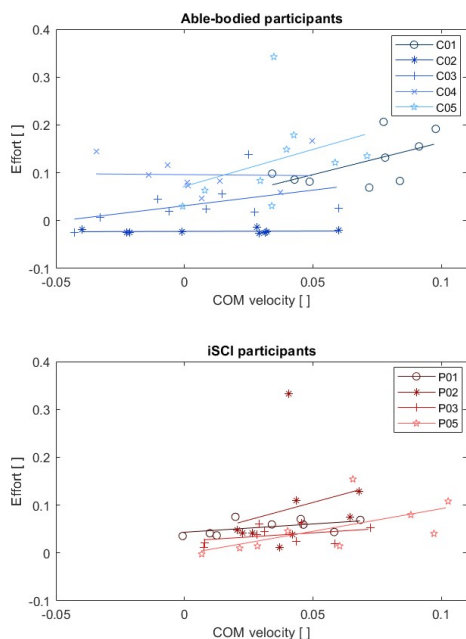 Able-bodied participants
0.4
0.3
0.2
0.1
0
-0.1
Effort [ ]
-0.05
0
0.05
0.1
COM velocity [ ]
C01
C02
C03
C04
C05
iSCI participants
0.4
0.3
0.2
0.1
0
-0.1
Effort [ ]
-0.05
0
0.05
0.1
COM velocity [ ]
P01
P02
P03
P05